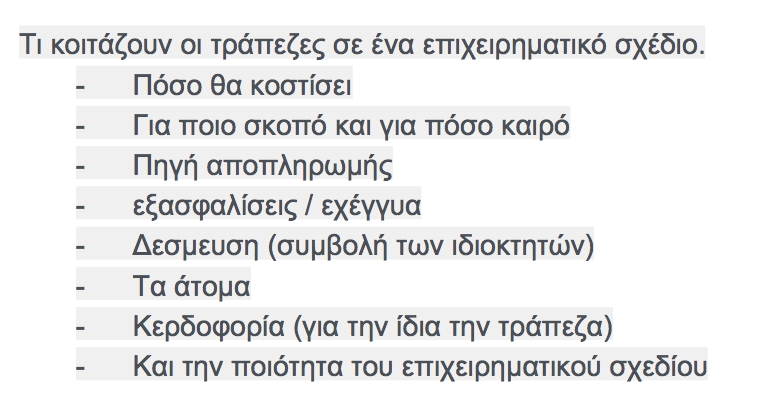 Τι κοιτάζουν οι τράπεζες σε ένα επιχειρηματικό σχέδιο.
- Πόσο θα κοστίσει
- Για ποιο σκοπό και για πόσο καιρό
- Πηγή αποπληρωμής
- εξασφαλίσεις / εχέγγυα
- Δεσμευση (συμβολή των ιδιοκτητών)
- Τα άτομα
- Κερδοφορία (για την ίδια την τράπεζα)
- Και την ποιότητα του επιχειρηματικού σχεδίου